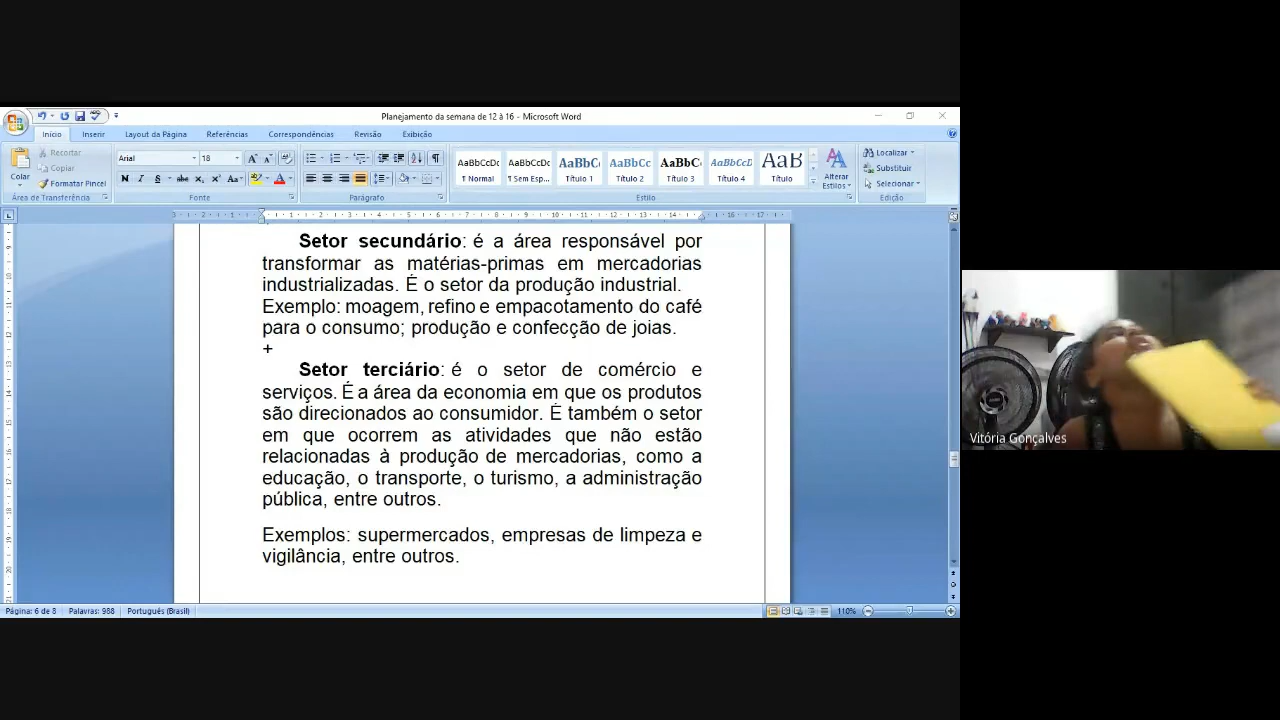 Planejamento da semana de 12 à 16 - Microsoft Word
Início Inserir Layout da Página Referências Correspondências Revisão Exibição
Colar
Recortar
Copiar
Formatar Pincel
Área de Transferência
Arial 18
N I S abc x₂ x² Aa
Fonte
Parágrafo
AaBbCcDc AaBbCcDc AaBbC AaBbCc AaBbC AaBbCcD AaB
¶ Normal ¶ Sem Esp... Título 1 Título 2 Título 3 Título 4 Título
Alterar Estilos
Estilo
Localizar
Substituir
Selecionar
Edição
Setor secundário: é a área responsável por
transformar as matérias-primas em mercadorias
industrializadas. É o setor da produção industrial.
Exemplo: moagem, refino e empacotamento do café
para o consumo; produção e confecção de joias.
+
Setor terciário: é o setor de comércio e
serviços. É a área da economia em que os produtos
são direcionados ao consumidor. É também o setor
em que ocorrem as atividades que não estão
relacionadas à produção de mercadorias, como a
educação, o transporte, o turismo, a administração
pública, entre outros.
Exemplos: supermercados, empresas de limpeza e
vigilância, entre outros.
Página: 6 de 8 Palavras: 988 Português (Brasil) 110%
Vitória Gonçalves